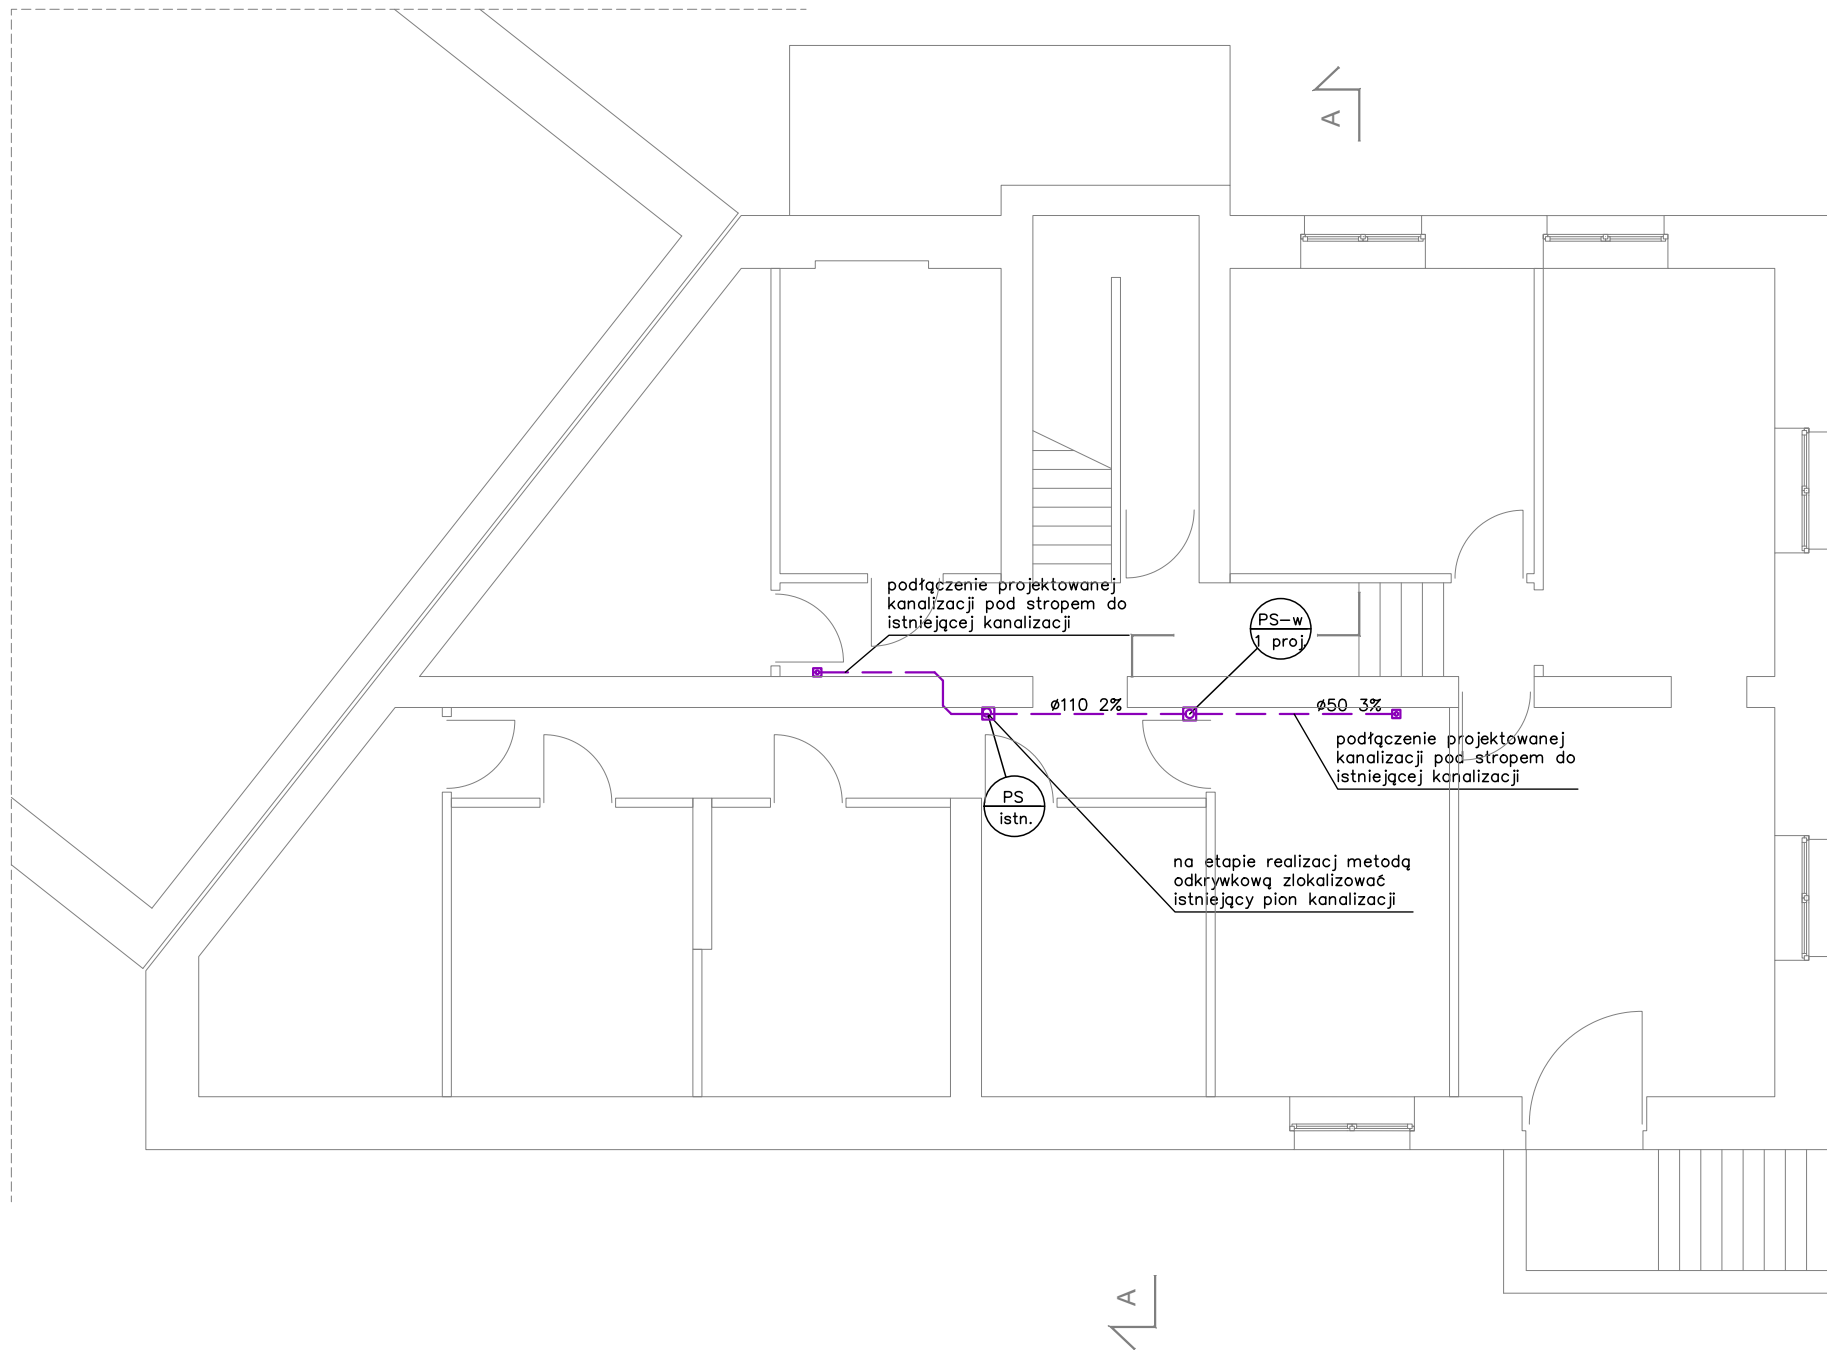 A
podłączenie projektowanej
kanalizacji pod stropem do
istniejącej kanalizacji
PS-w
1 proj.
ø110 2%
ø50 3%
podłączenie projektowanej
kanalizacji pod stropem do
istniejącej kanalizacji
PS
istn.
na etapie realizacj metodą
odkrywkową zlokalizować
istniejący pion kanalizacji
A